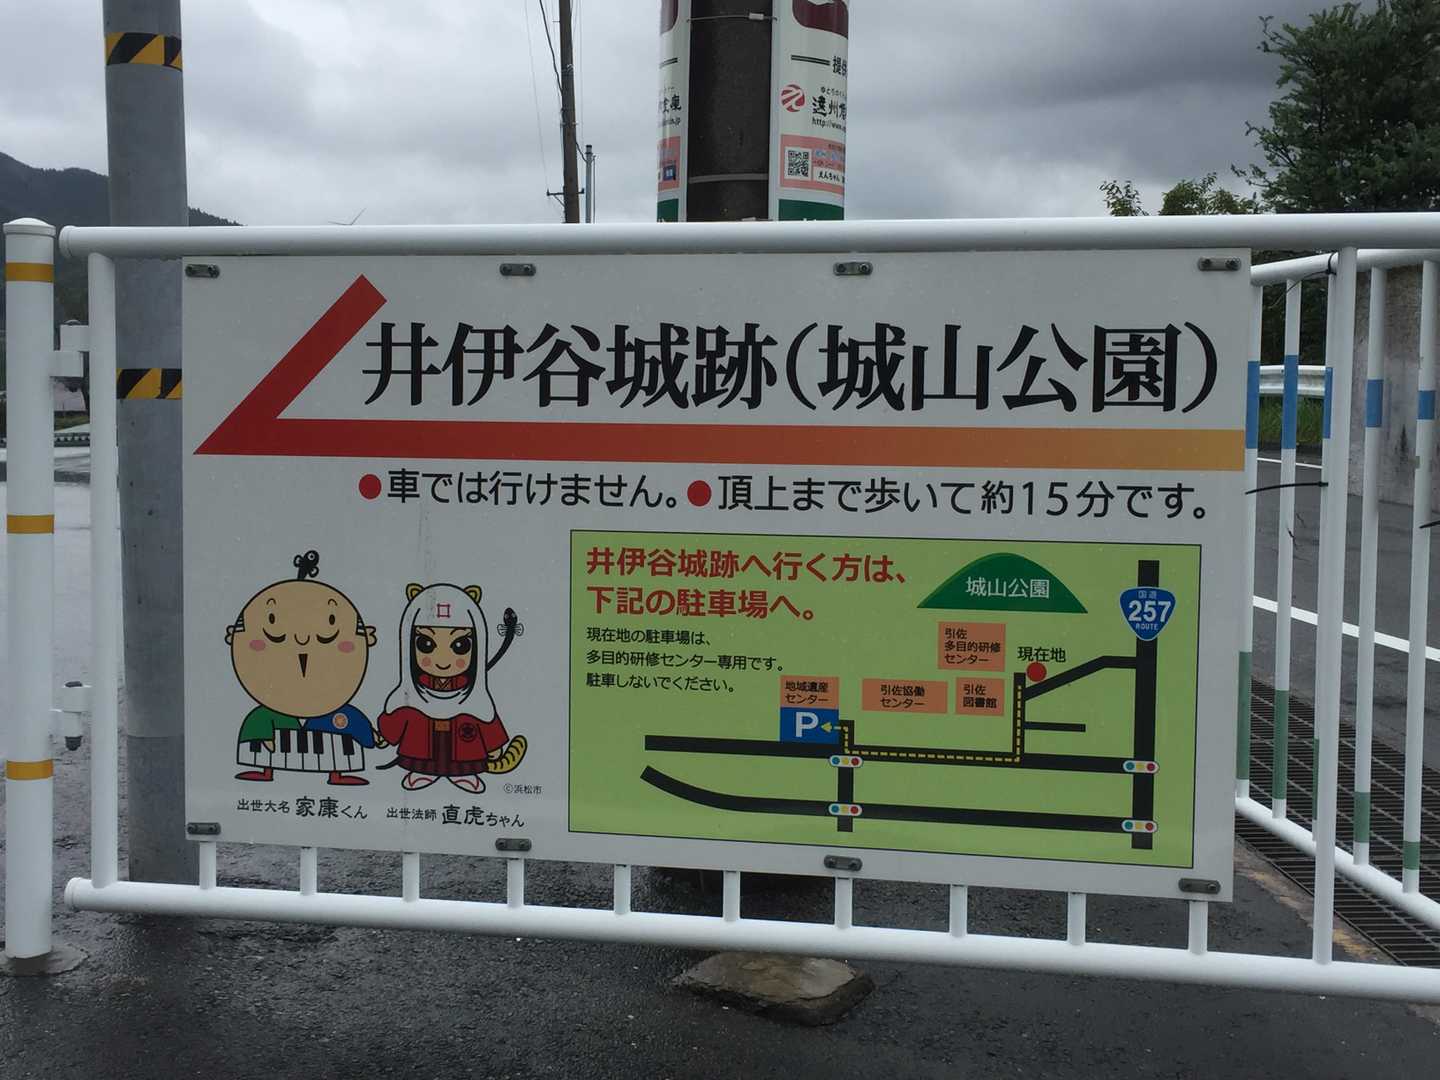 提供
http://www.
井伊谷城跡(城山公園)
●車では行けません。●頂上まで歩いて約15分です。
井伊谷城跡へ行く方は、
下記の駐車場へ。
現在地の駐車場は、
多目的研修センター専用です。
駐車しないでください。
城山公園
国道
257
ROUTE
引佐
多目的研修
センター
現在地
地域遺産
センター
P
引佐協働
センター
引佐
図書館
©浜松市
出世大名 家康くん
出世法師 直虎ちゃん